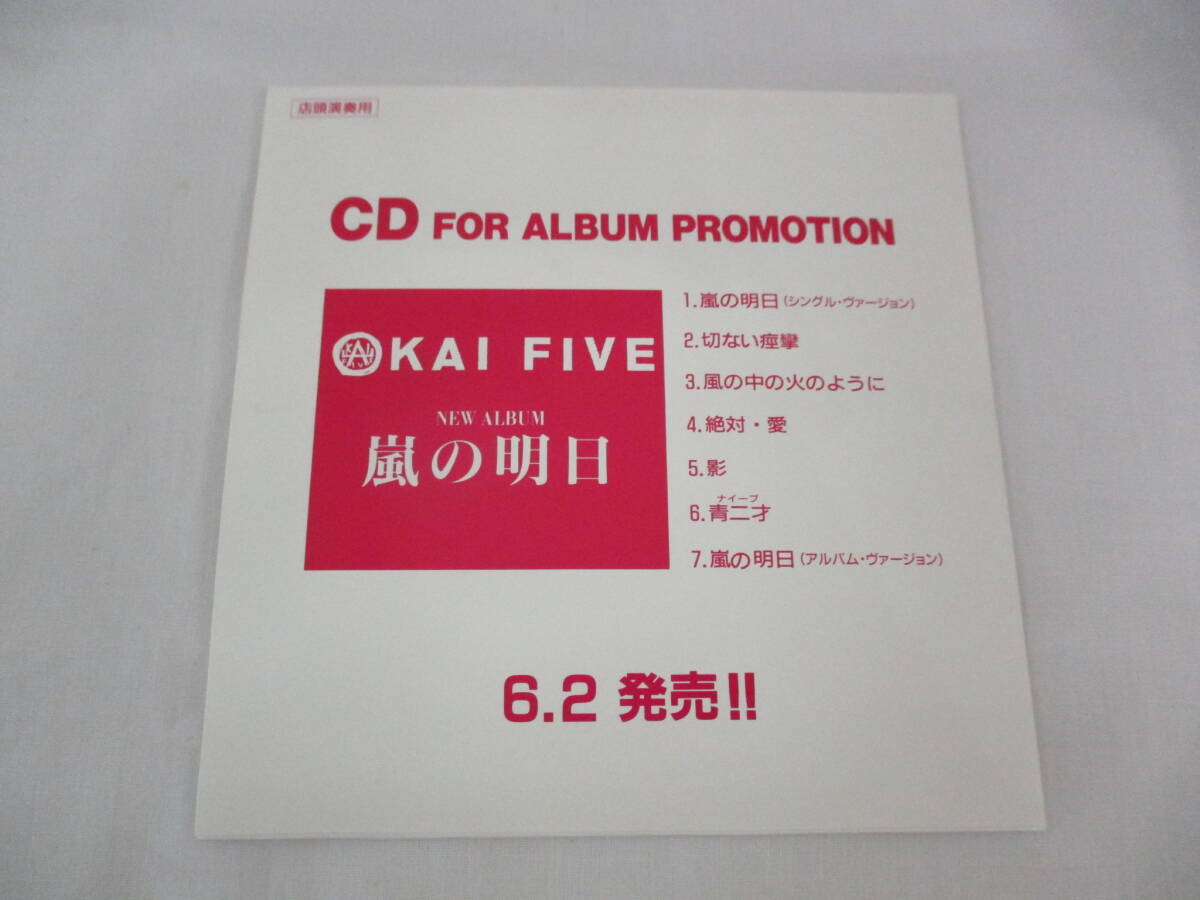 店頭演奏用
CD FOR ALBUM PROMOTION
KAI FIVE
NEW ALBUM
嵐の明日
1.嵐の明日(シングル・ヴァージョン)
2.切ない痙攣
3.風の中の火のように
4.絶対・愛
5.影
ナイーブ
6.青二才
7.嵐の明日(アルバム・ヴァージョン)
6.2 発売!!